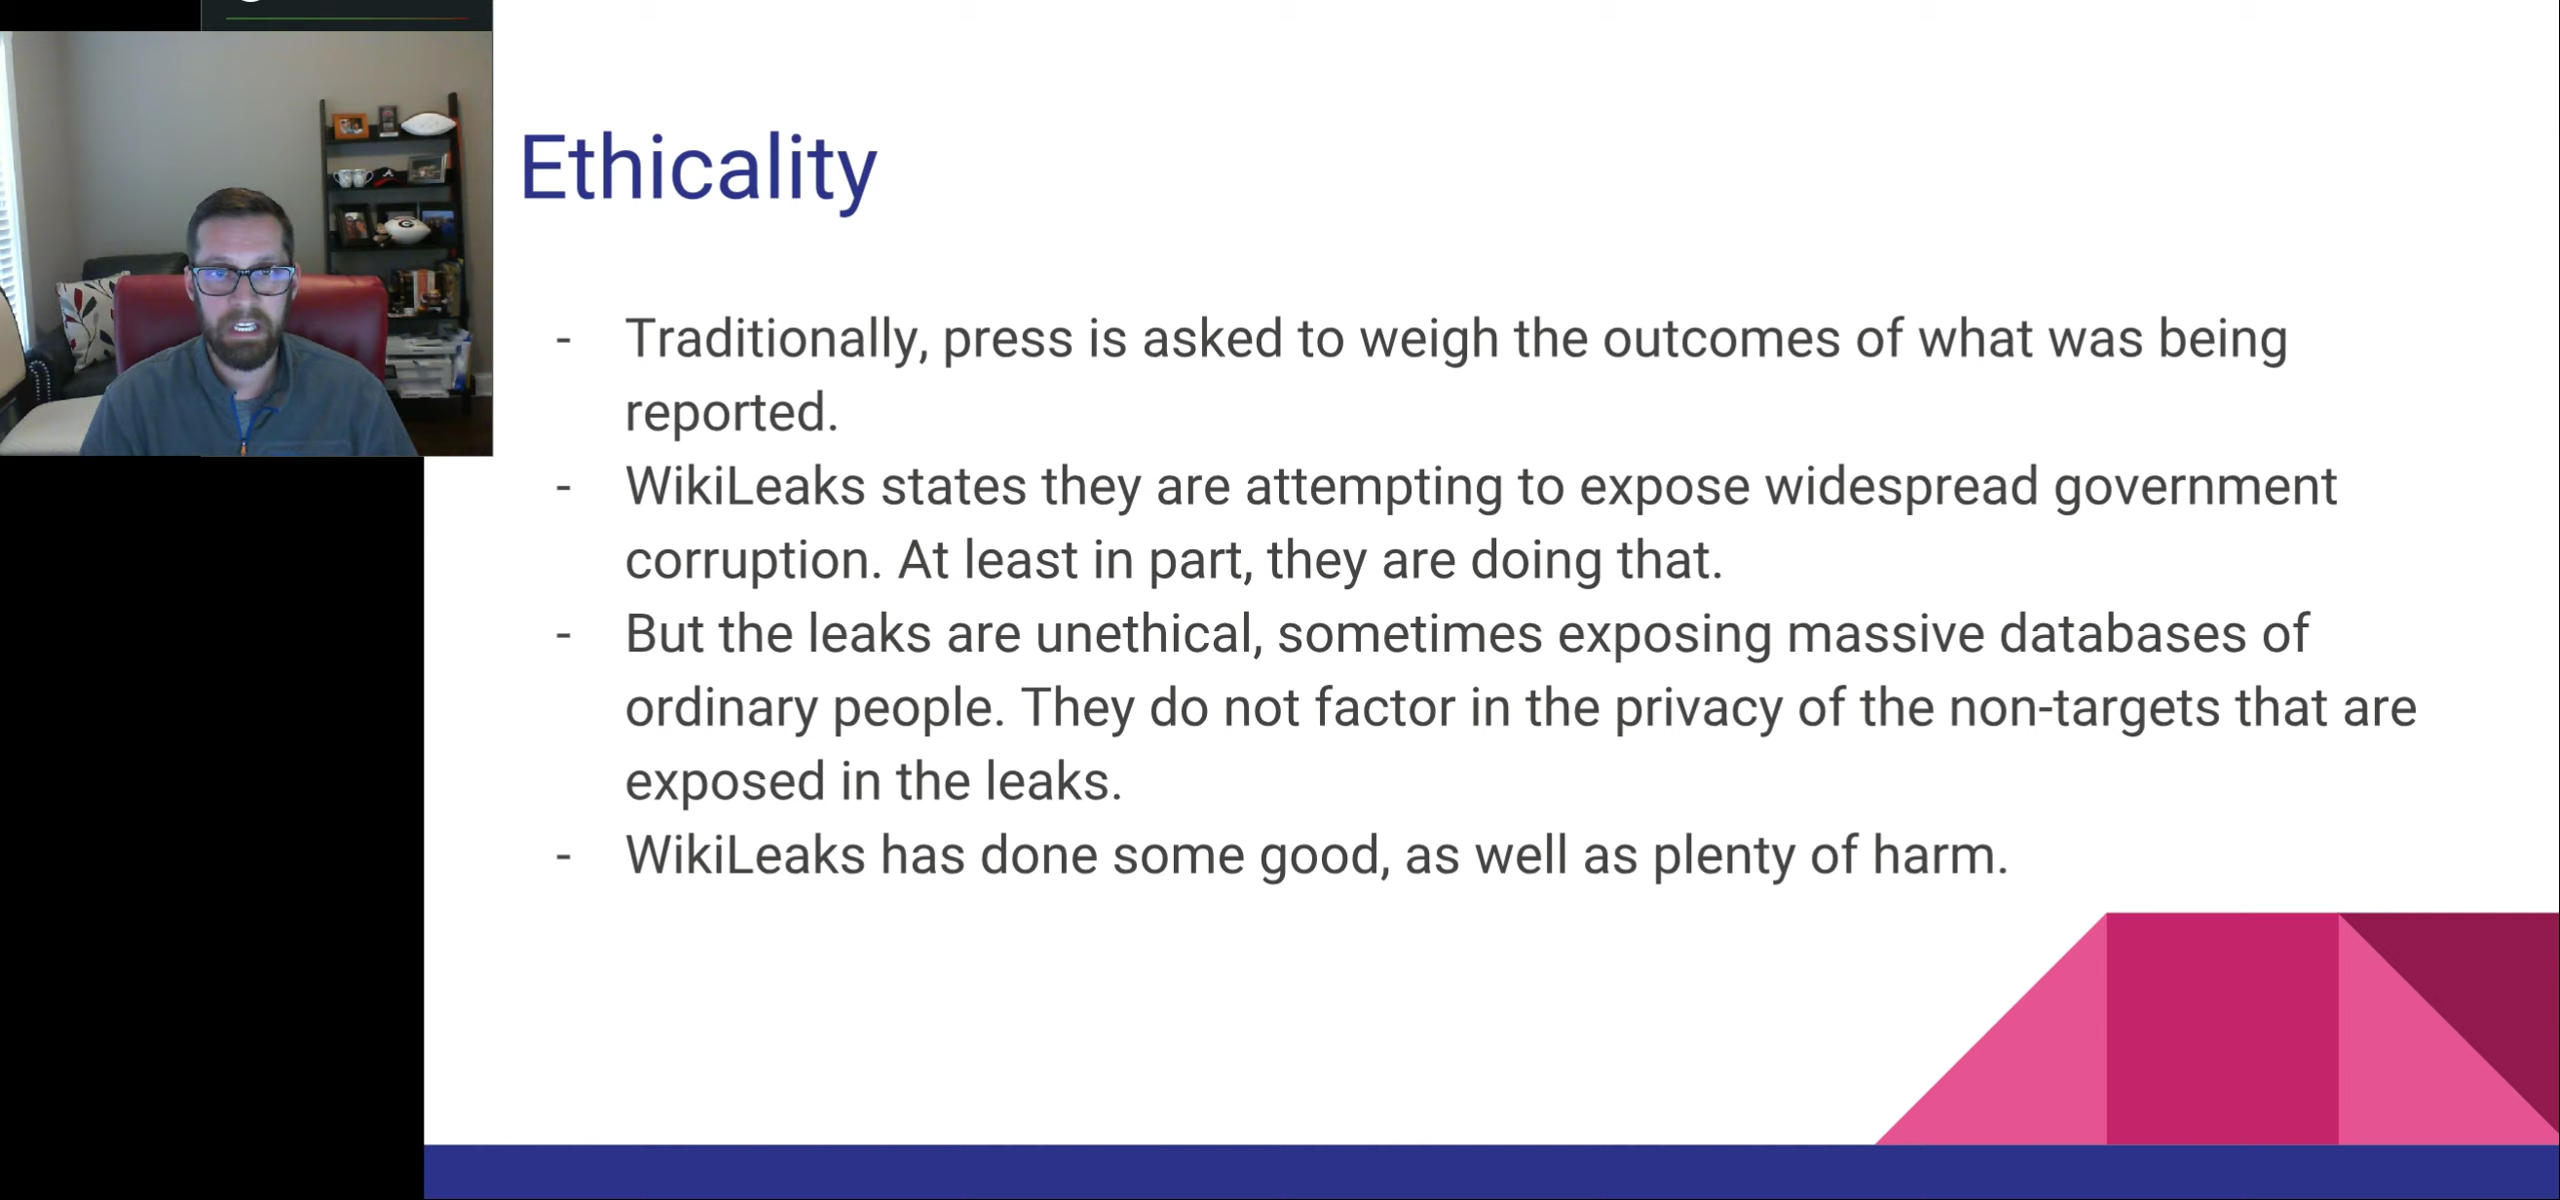 Ethicality
- Traditionally, press is asked to weigh the outcomes of what was being
reported.
- WikiLeaks states they are attempting to expose widespread government
corruption. At least in part, they are doing that.
- But the leaks are unethical, sometimes exposing massive databases of
ordinary people. They do not factor in the privacy of the non-targets that are
exposed in the leaks.
- WikiLeaks has done some good, as well as plenty of harm.